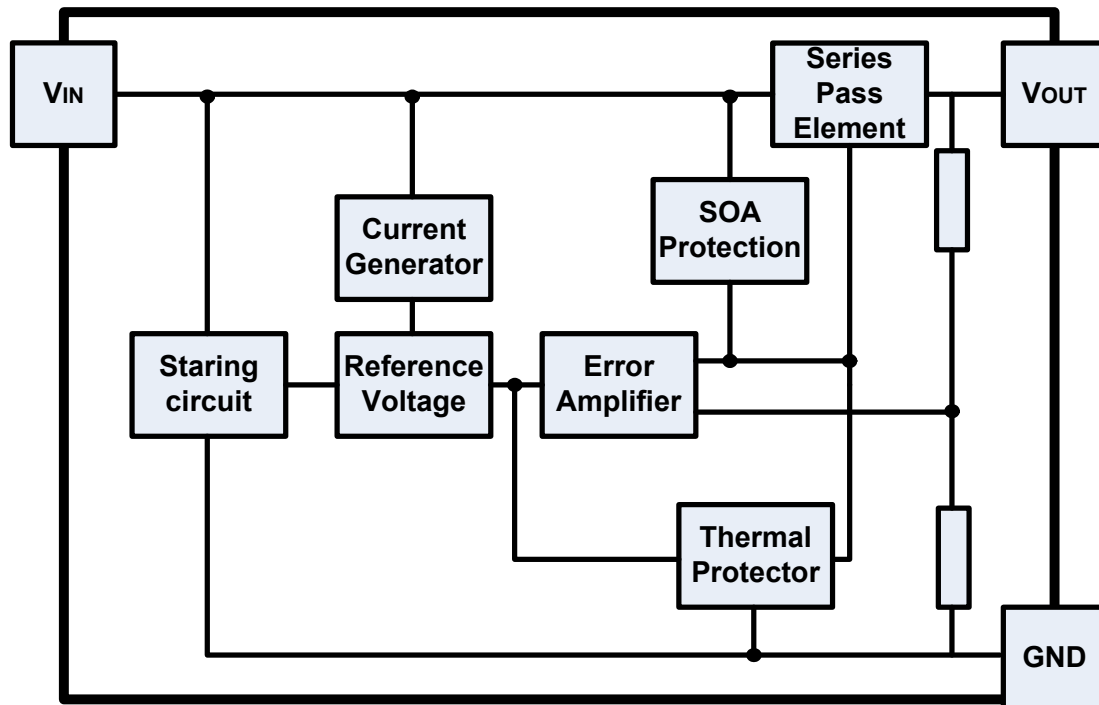 VIN
Series
Pass
Element
VOUT
Current
Generator
SOA
Protection
Staring
circuit
Reference
Voltage
Error
Amplifier
Thermal
Protector
GND